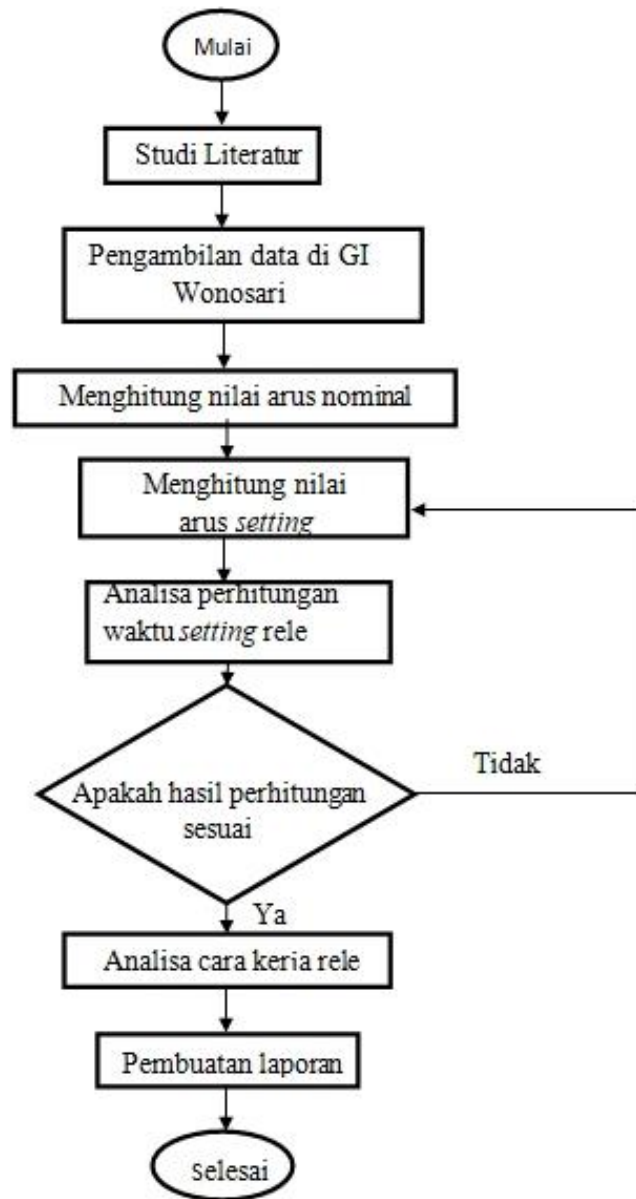 Mulai
Studi Literatur
Pengambilan data di GI
Wonosari
Menghitung nilai arus nominal
Menghitung nilai
arus setting
Analisa perhitungan
waktu setting rele
Apakah hasil perhitungan
sesuai
Tidak
Ya
Analisa cara kerja rele
Pembuatan laporan
Selesai